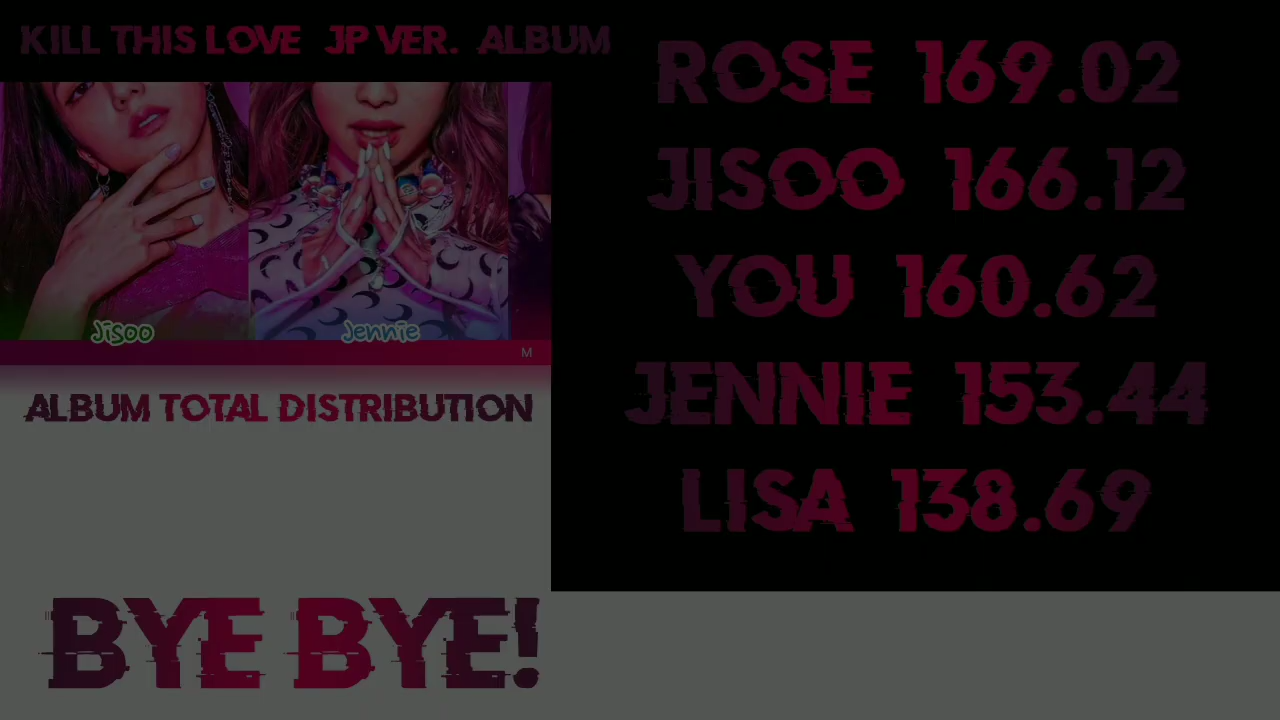 KILL THIS LOVE JP VER. ALBUM
ROSE 169.02
JISOO 166.12
YOU 160.62
JENNIE 153.44
LISA 138.69
Jisoo
Jennie
M
ALBUM TOTAL DISTRIBUTION
BYE BYE!